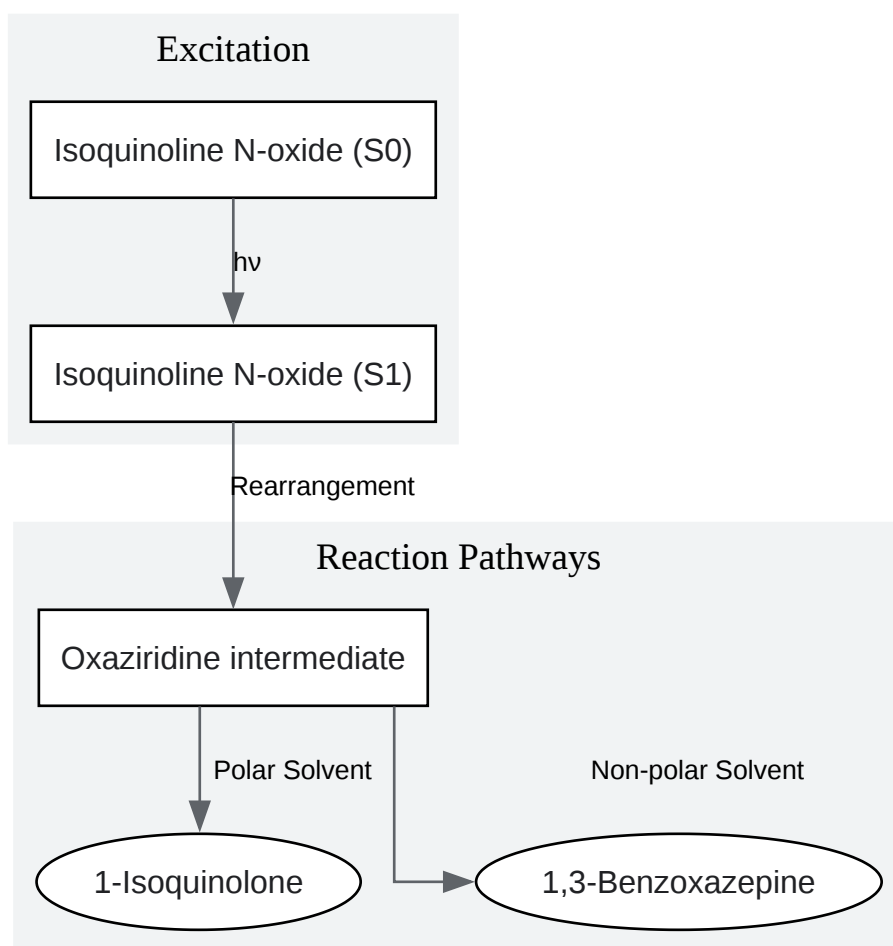 Excitation
Isoquinoline N-oxide (S0)
hν
Isoquinoline N-oxide (S1)
Rearrangement
Reaction Pathways
Oxaziridine intermediate
Polar Solvent
Non-polar Solvent
1-Isoquinolone
1,3-Benzoxazepine